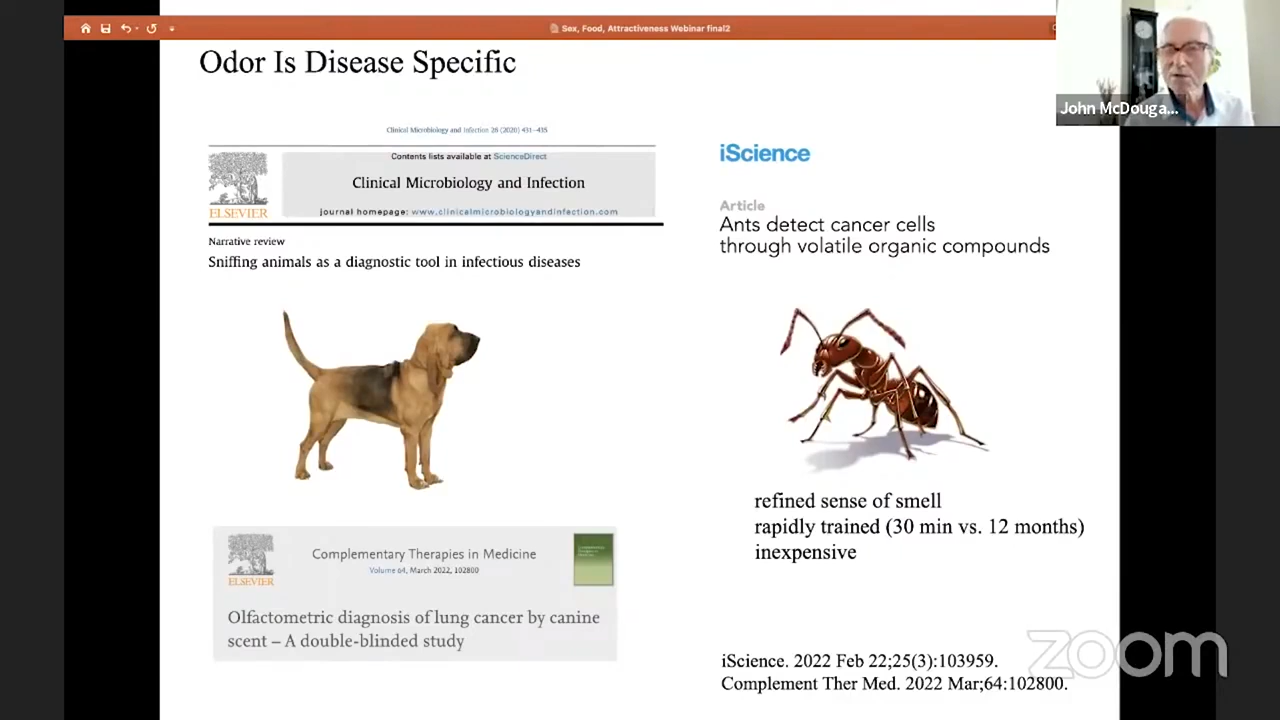 Sex, Food, Attractiveness Webinar final2
John McDouga...
Odor Is Disease Specific
Clinical Microbiology and Infection 26 (2020) 431–435
Contents lists available at ScienceDirect
Clinical Microbiology and Infection
journal homepage: www.clinicalmicrobiologyandinfection.com
ELSEVIER
Narrative review
Sniffing animals as a diagnostic tool in infectious diseases
iScience
Article
Ants detect cancer cells
through volatile organic compounds
refined sense of smell
rapidly trained (30 min vs. 12 months)
inexpensive
ELSEVIER
Complementary Therapies in Medicine
Volume 64, March 2022, 102800
Olfactometric diagnosis of lung cancer by canine
scent – A double-blinded study
iScience. 2022 Feb 22;25(3):103959.
Complement Ther Med. 2022 Mar;64:102800.
zoom